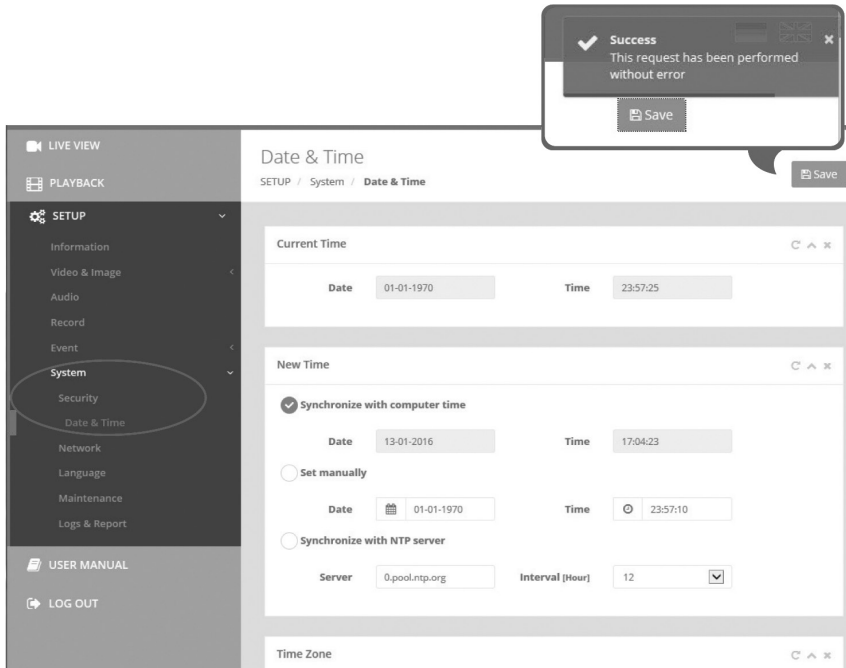 Success
This request has been performed
without error
Save
LIVE VIEW
PLAYBACK
SETUP
Information
Video & Image
Audio
Record
Event
System
Security
Date & Time
Network
Language
Maintenance
Logs & Report
USER MANUAL
LOG OUT
Date & Time
SETUP / System / Date & Time
Save
Current Time
Date 01-01-1970 Time 23:57:25
New Time
Synchronize with computer time
Date 13-01-2016 Time 17:04:23
Set manually
Date 01-01-1970 Time 23:57:10
Synchronize with NTP server
Server 0.pool.ntp.org Interval [Hour] 12
Time Zone